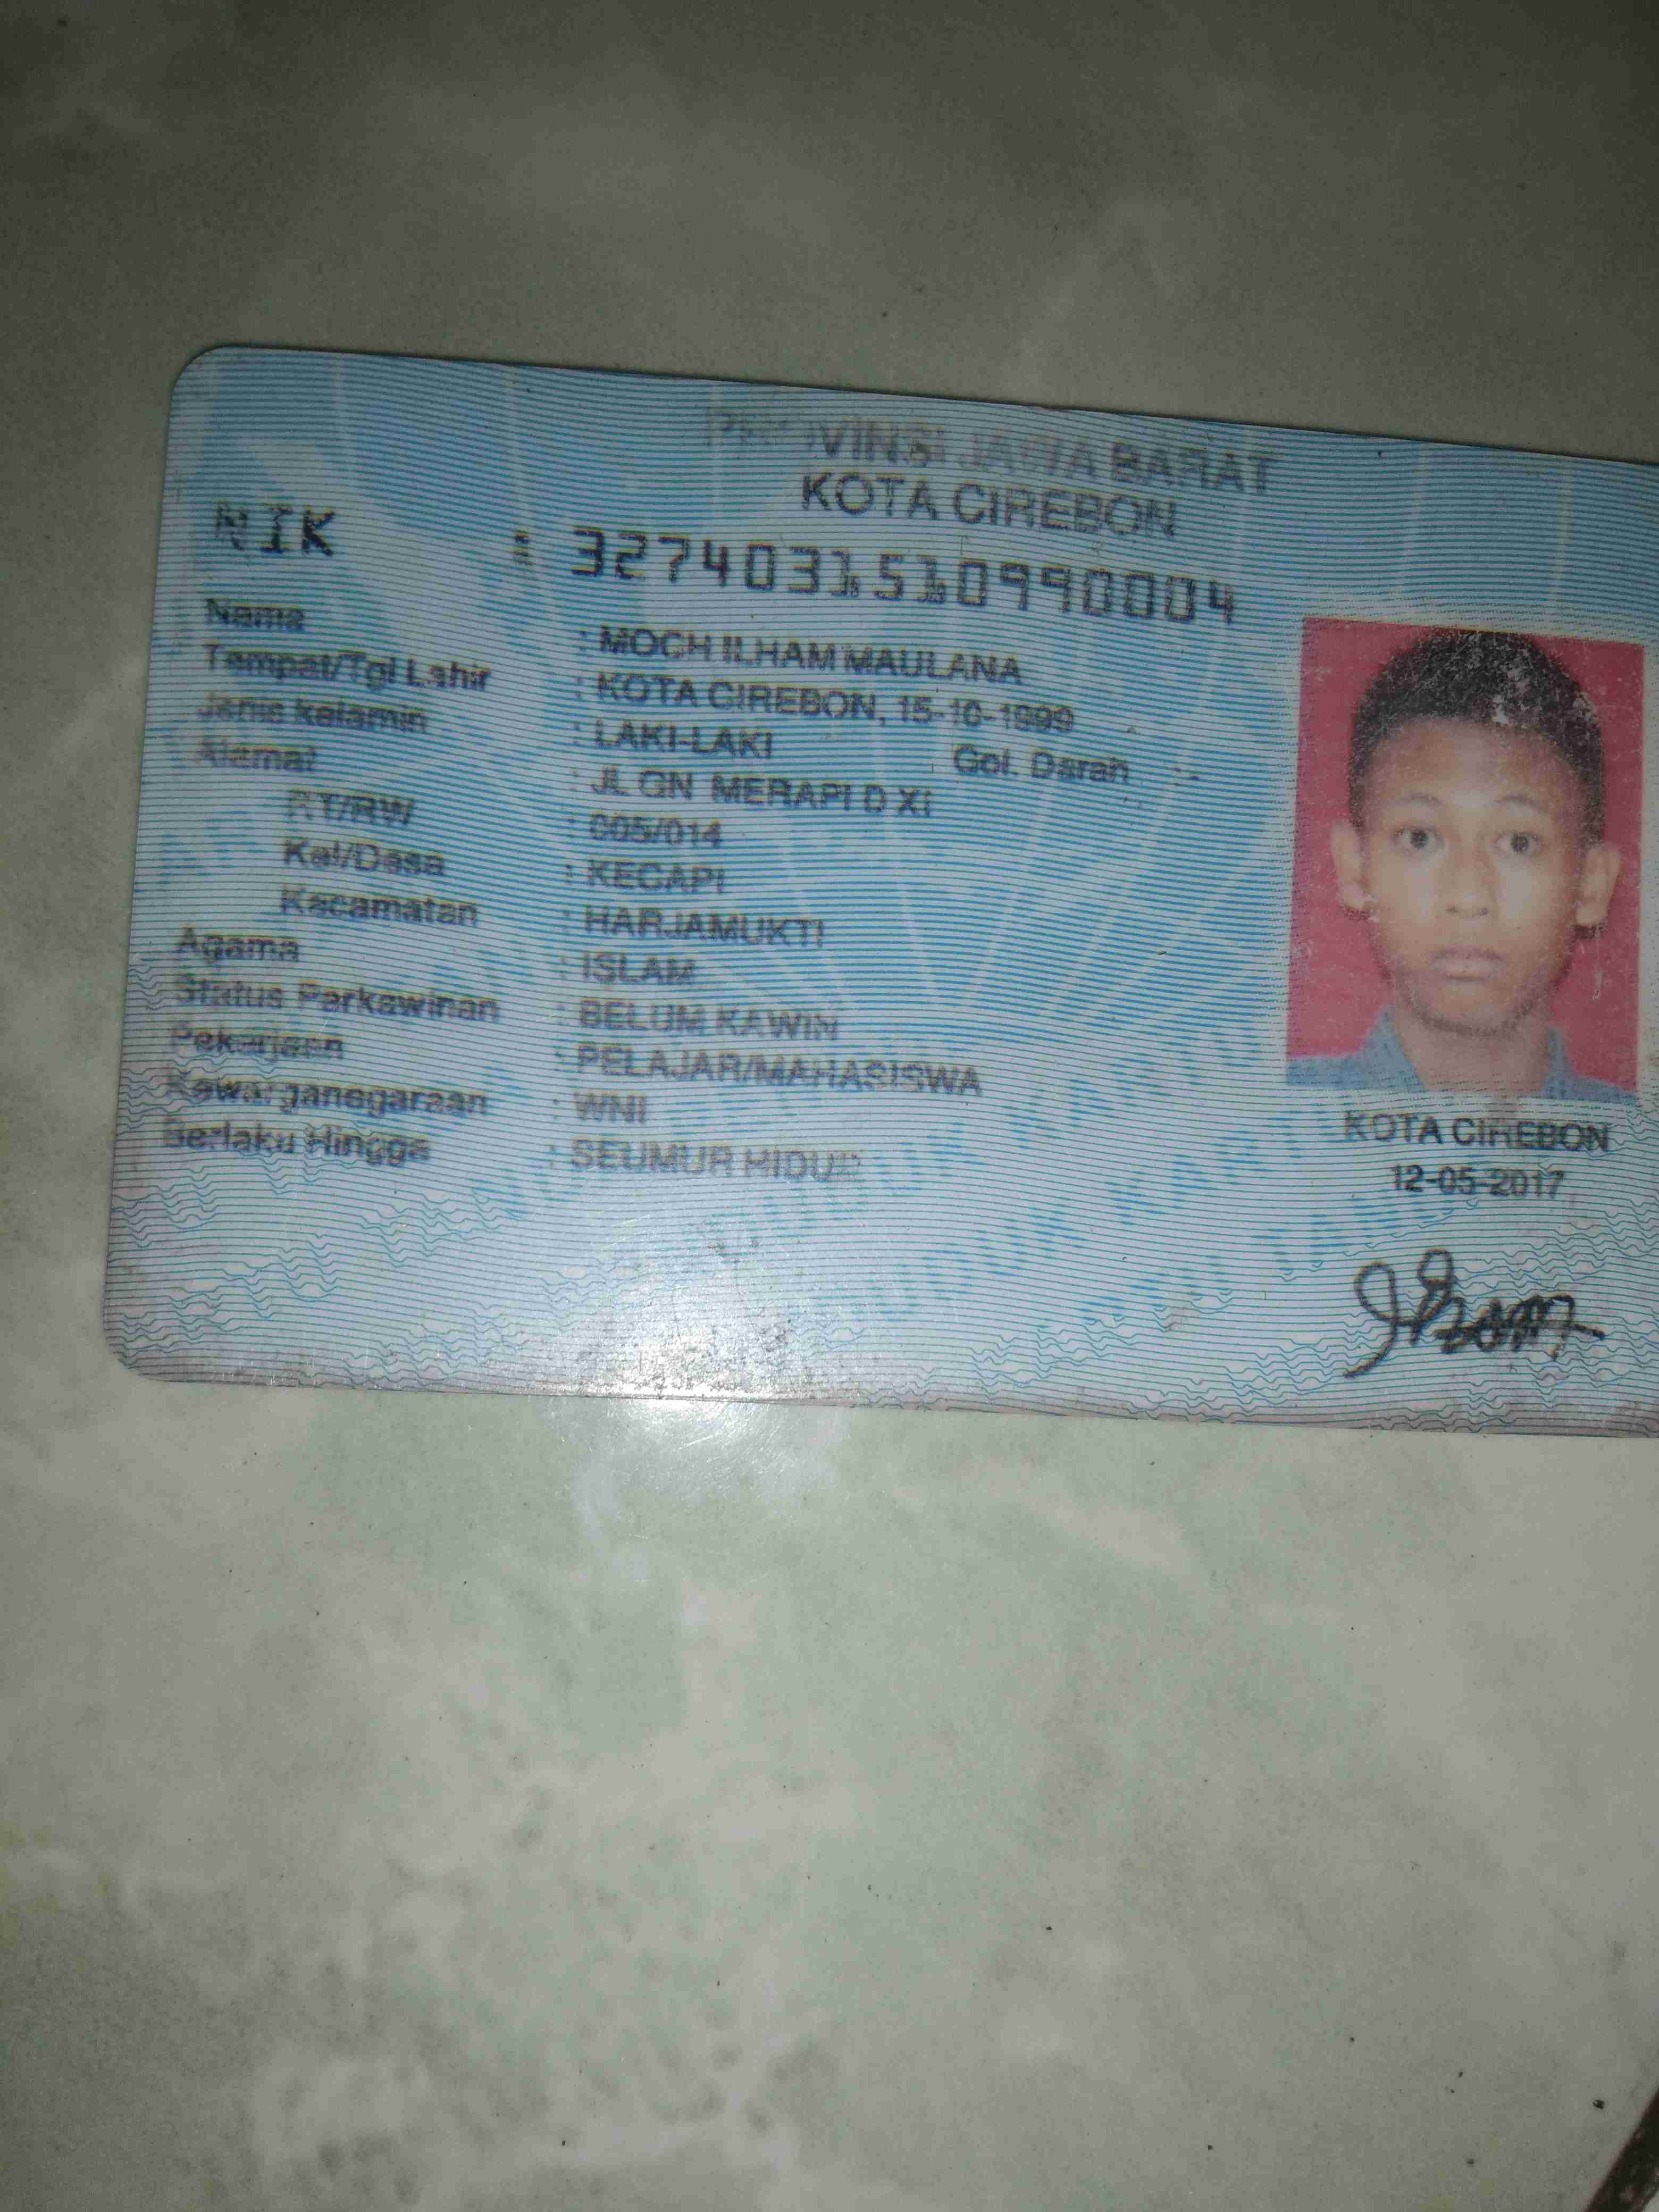 PROVINSI JAWA BARAT
KOTA CIREBON
NIK : 3274031510990004
Nama : MOCH ILHAM MAULANA
Tempat/Tgl Lahir : KOTA CIREBON, 15-10-1999
Jenis kelamin : LAKI-LAKI Gol. Darah : -
Alamat : JL GN MERAPI D XI
RT/RW : 005/014
Kel/Desa : KECAPI
Kecamatan : HARJAMUKTI
Agama : ISLAM
Status Perkawinan : BELUM KAWIN
Pekerjaan : PELAJAR/MAHASISWA
Kewarganegaraan : WNI
Berlaku Hingga : SEUMUR HIDUP
KOTA CIREBON
12-05-2017
Ilham